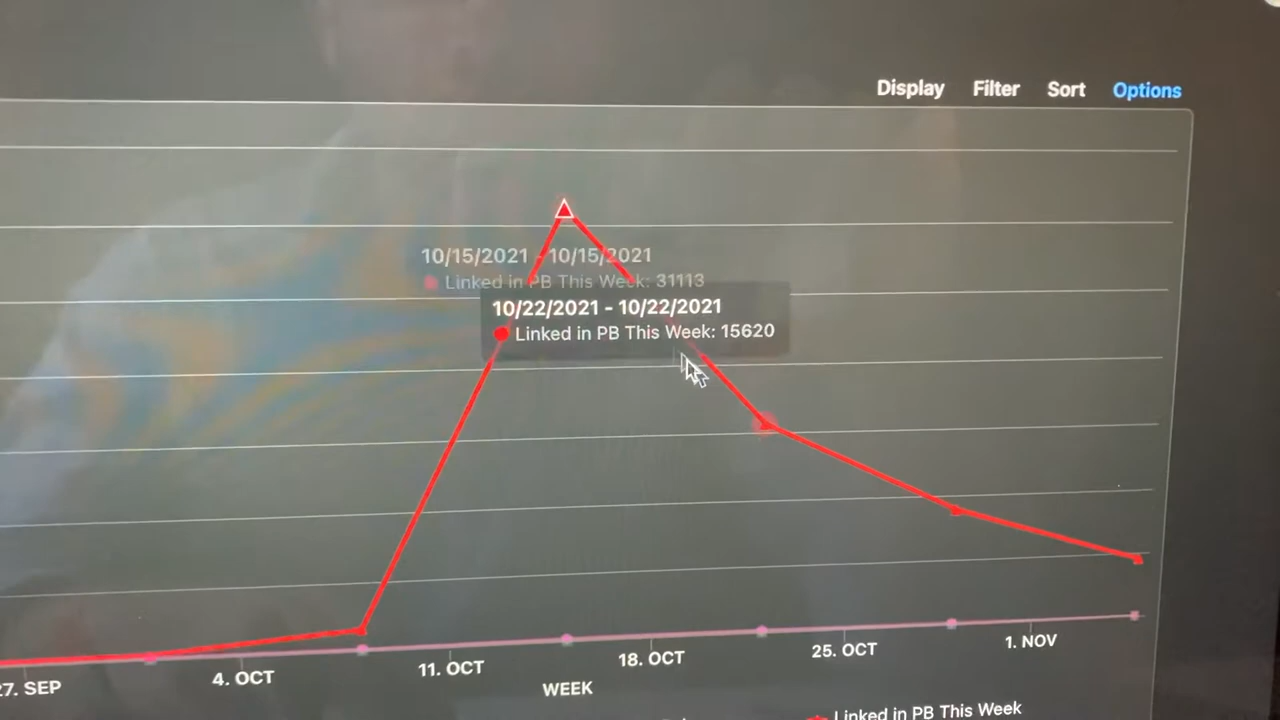 Display Filter Sort Options
10/15/2021 - 10/15/2021
Linked in PB This Week: 31113
10/22/2021 - 10/22/2021
Linked in PB This Week: 15620
27. SEP 4. OCT 11. OCT 18. OCT 25. OCT 1. NOV
WEEK
Linked in PB This Week